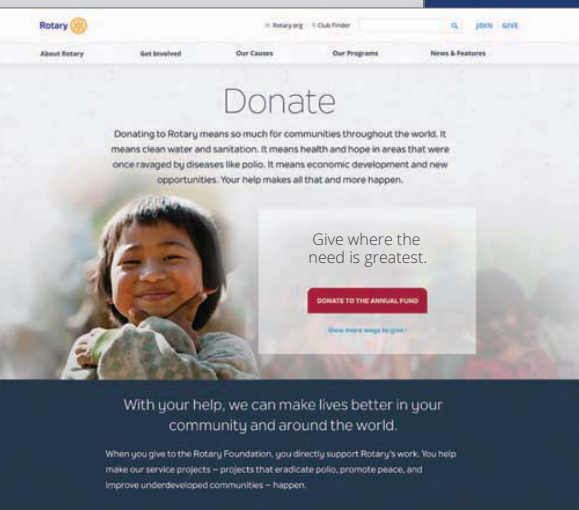 Rotary
Rotary.org Club Finder
JOIN GIVE
About Rotary Get Involved Our Causes Our Programs News & Features
Donate
Donating to Rotary means so much for communities throughout the world. It
means clean water and sanitation. It means health and hope in areas that were
once ravaged by diseases like polio. It means economic development and new
opportunities. Your help makes all that and more happen.
Give where the
need is greatest.
DONATE TO THE ANNUAL FUND
View more ways to give ›
With your help, we can make lives better in your
community and around the world.
When you give to the Rotary Foundation, you directly support Rotary's work. You help
make our service projects – projects that eradicate polio, promote peace, and
improve underdeveloped communities – happen.